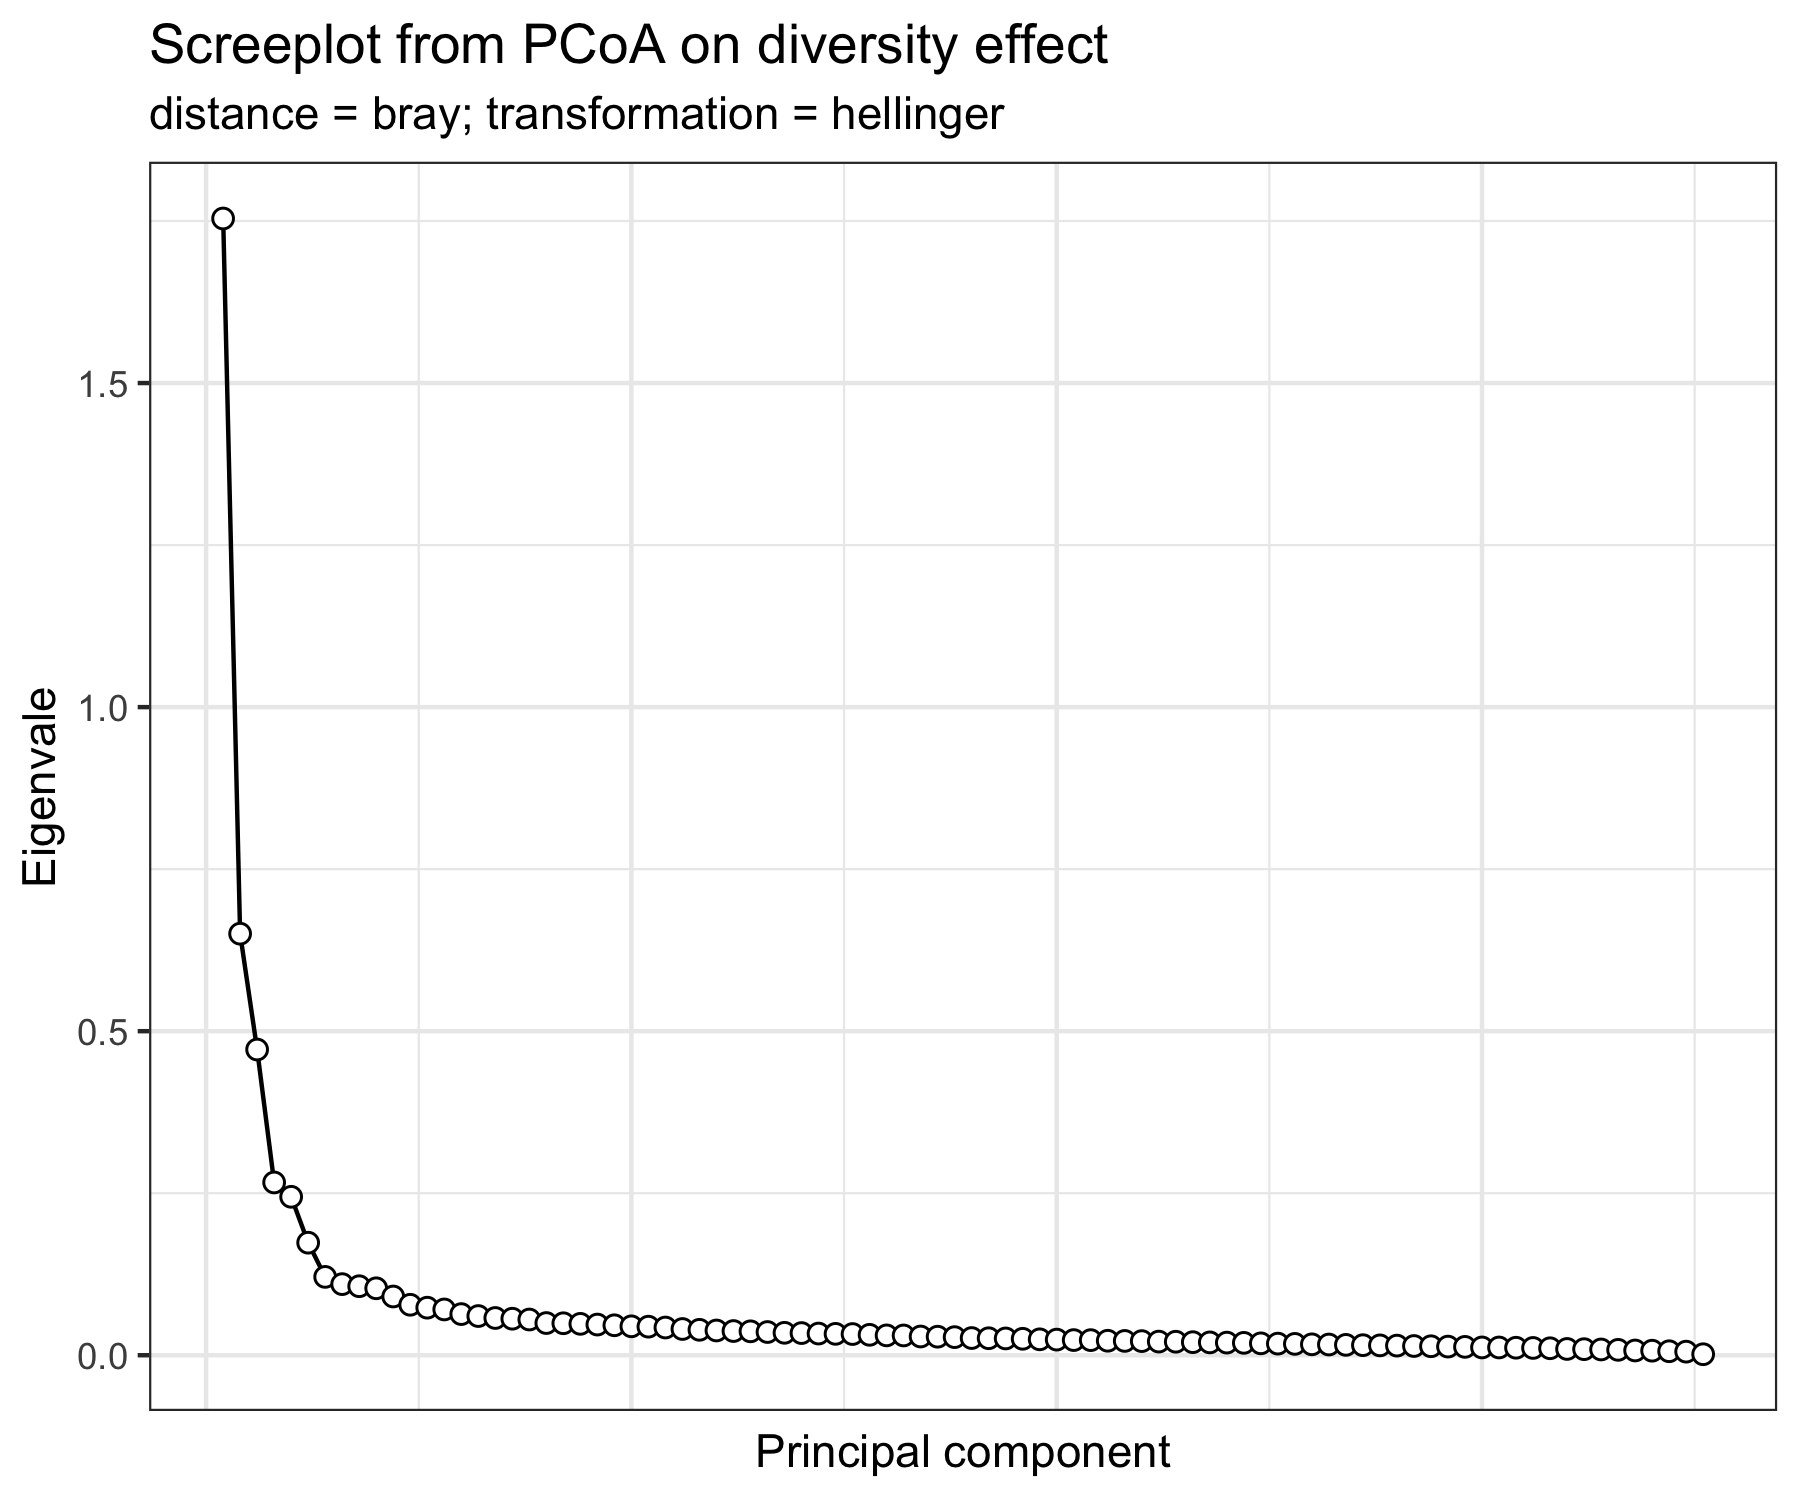 Screeplot from PCoA on diversity effect
distance = bray; transformation = hellinger
1.5
1.0
0.5
0.0
Eigenvale
Principal component